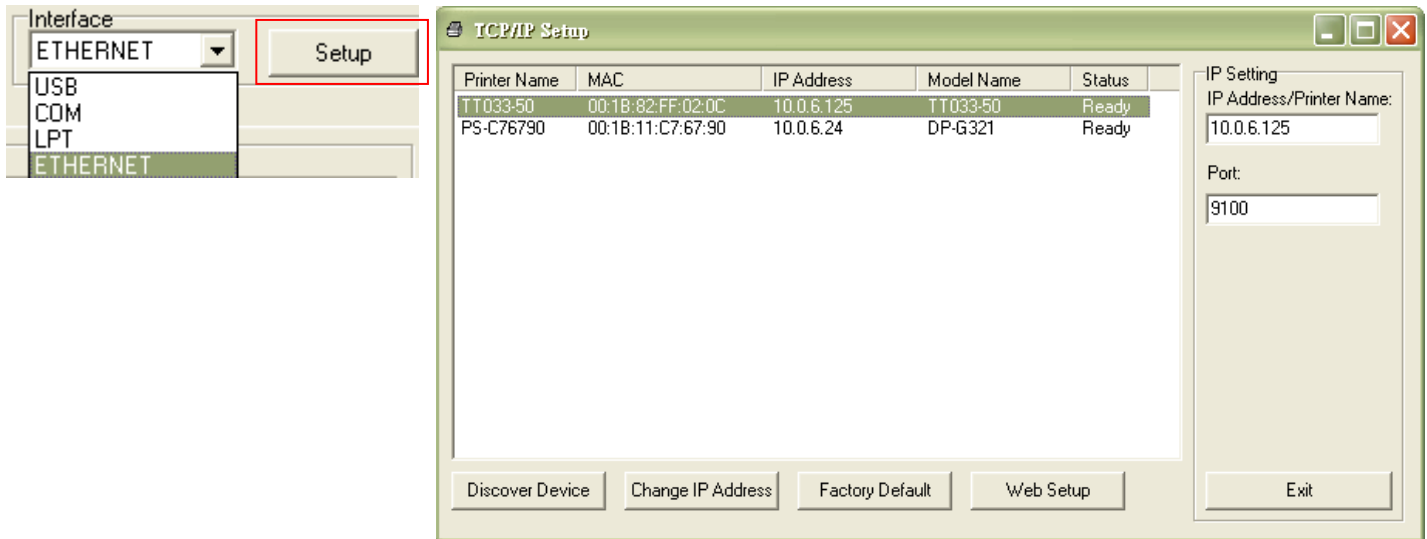 Interface
ETHERNET
Setup
USB
COM
LPT
ETHERNET
TCP/IP Setup
Printer Name MAC IP Address Model Name Status
TT033-50 00:1B:82:FF:02:0C 10.0.6.125 TT033-50 Ready
PS-C76790 00:1B:11:C7:67:90 10.0.6.24 DP-G321 Ready
IP Setting
IP Address/Printer Name:
10.0.6.125
Port:
9100
Discover Device Change IP Address Factory Default Web Setup Exit